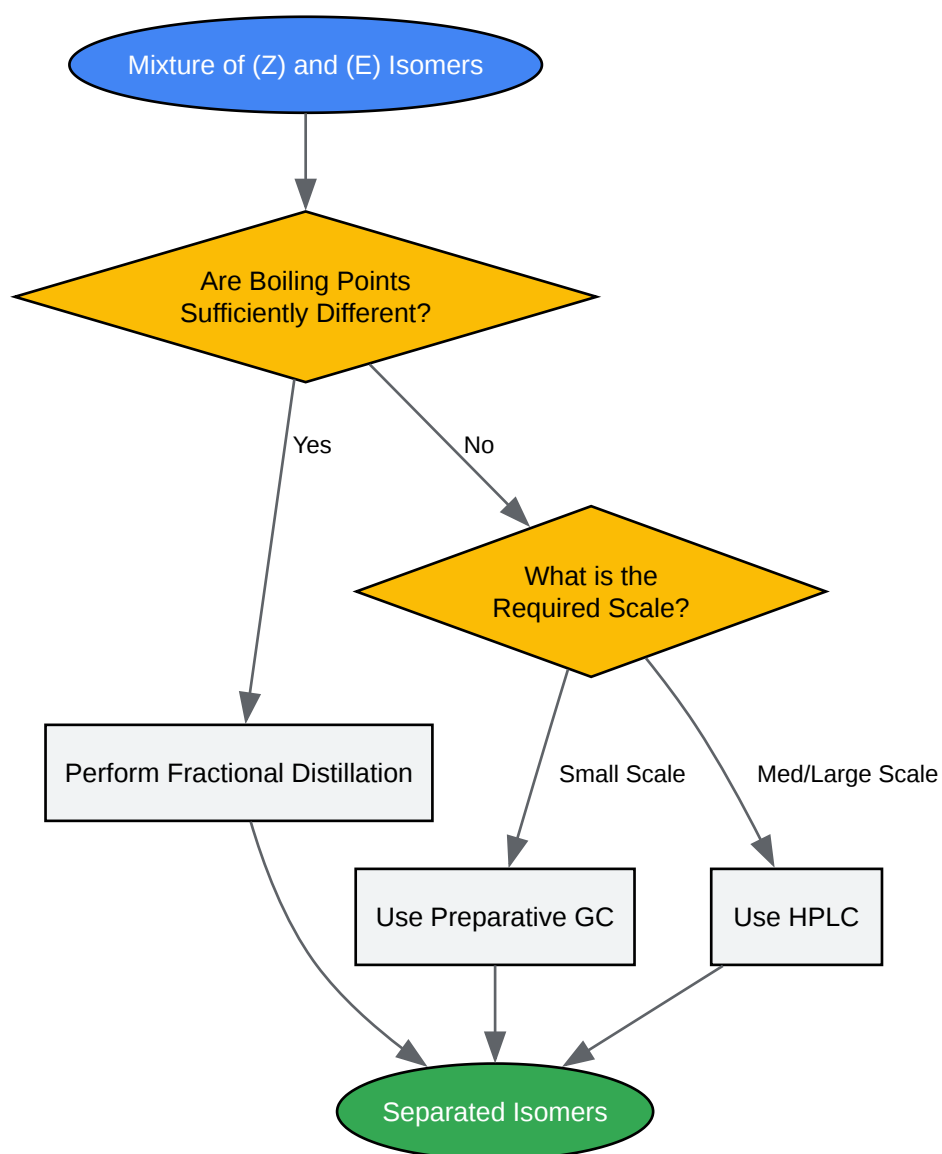 Mixture of (Z) and (E) Isomers
Are Boiling Points
Sufficiently Different?
Yes
No
What is the
Required Scale?
Perform Fractional Distillation
Small Scale
Med/Large Scale
Use Preparative GC
Use HPLC
Separated Isomers